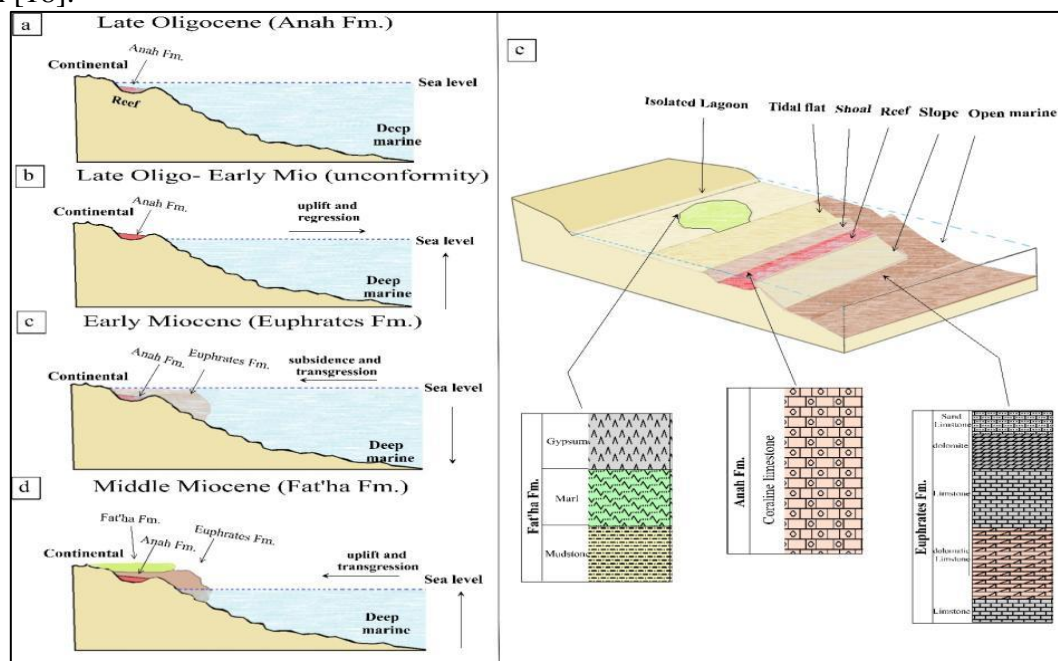 [18].
a
Late Oligocene (Anah Fm.)
Anah Fm.
Continental
Sea level
Reef
Deep
marine
b
Late Oligo- Early Mio (unconformity)
Continental
Anah Fm.
uplift and
regression
Sea level
Deep
marine
c
Early Miocene (Euphrates Fm.)
Anah Fm.
Euphrates Fm.
Continental
subsidence and
transgression
Sea level
Deep
marine
d
Middle Miocene (Fat'ha Fm.)
Fat'ha Fm.
Anah Fm.
Euphrates Fm.
Continental
uplift and
transgression
Sea level
Deep
marine
e
Isolated Lagoon
Tidal flat
Shoal
Reef
Slope
Open marine
Fat'ha Fm.
Gypsum
Marl
Mudstone
Anah Fm.
Coraline limestone
Euphrates Fm.
Sand
Limestone
dolomite
Limestone
dolomatic
Limestone
Limestone